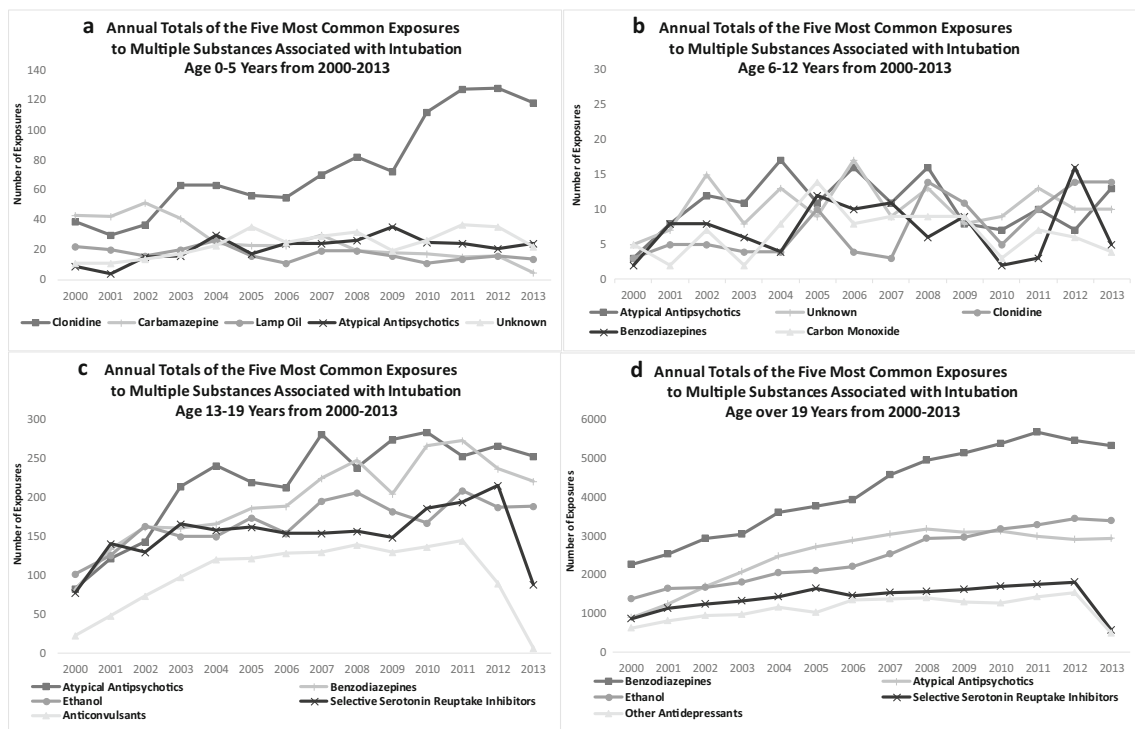 a Annual Totals of the Five Most Common Exposures
to Multiple Substances Associated with Intubation
Age 0-5 Years from 2000-2013
Number of Exposures
140
120
100
80
60
40
20
0
2000 2001 2002 2003 2004 2005 2006 2007 2008 2009 2010 2011 2012 2013
Clonidine Carbamazepine Lamp Oil Atypical Antipsychotics Unknown
b Annual Totals of the Five Most Common Exposures
to Multiple Substances Associated with Intubation
Age 6-12 Years from 2000-2013
Number of Exposures
30
25
20
15
10
5
0
2000 2001 2002 2003 2004 2005 2006 2007 2008 2009 2010 2011 2012 2013
Atypical Antipsychotics Unknown Clonidine
Benzodiazepines Carbon Monoxide
c Annual Totals of the Five Most Common Exposures
to Multiple Substances Associated with Intubation
Age 13-19 Years from 2000-2013
Number of Expousres
300
250
200
150
100
50
0
2000 2001 2002 2003 2004 2005 2006 2007 2008 2009 2010 2011 2012 2013
Atypical Antipsychotics Benzodiazepines
Ethanol Selective Serotonin Reuptake Inhibitors
Anticonvulsants
d Annual Totals of the Five Most Common Exposures
to Multiple Substances Associated with Intubation
Age over 19 Years from 2000-2013
Number of Exposures
6000
5000
4000
3000
2000
1000
0
2000 2001 2002 2003 2004 2005 2006 2007 2008 2009 2010 2011 2012 2013
Benzodiazepines Atypical Antipsychotics
Ethanol Selective Serotonin Reuptake Inhibitors
Other Antidepressants